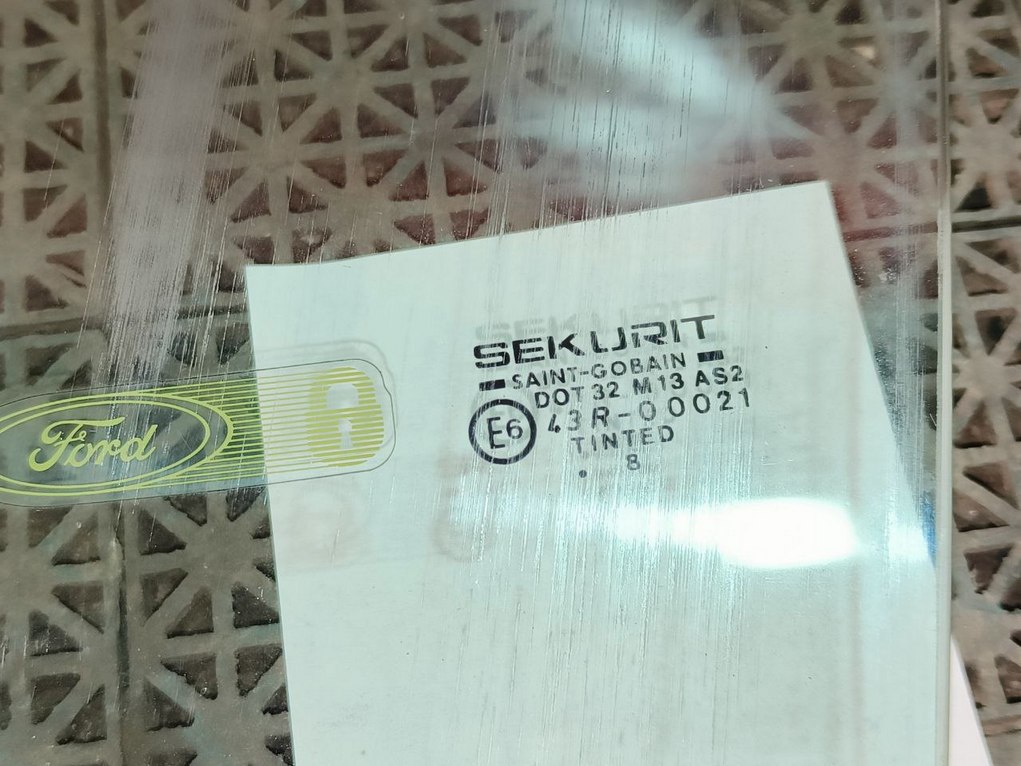 SEKURIT
SAINT-GOBAIN
DOT 32 M13 AS2
E6 43R-00021
TINTED
. 8
Ford